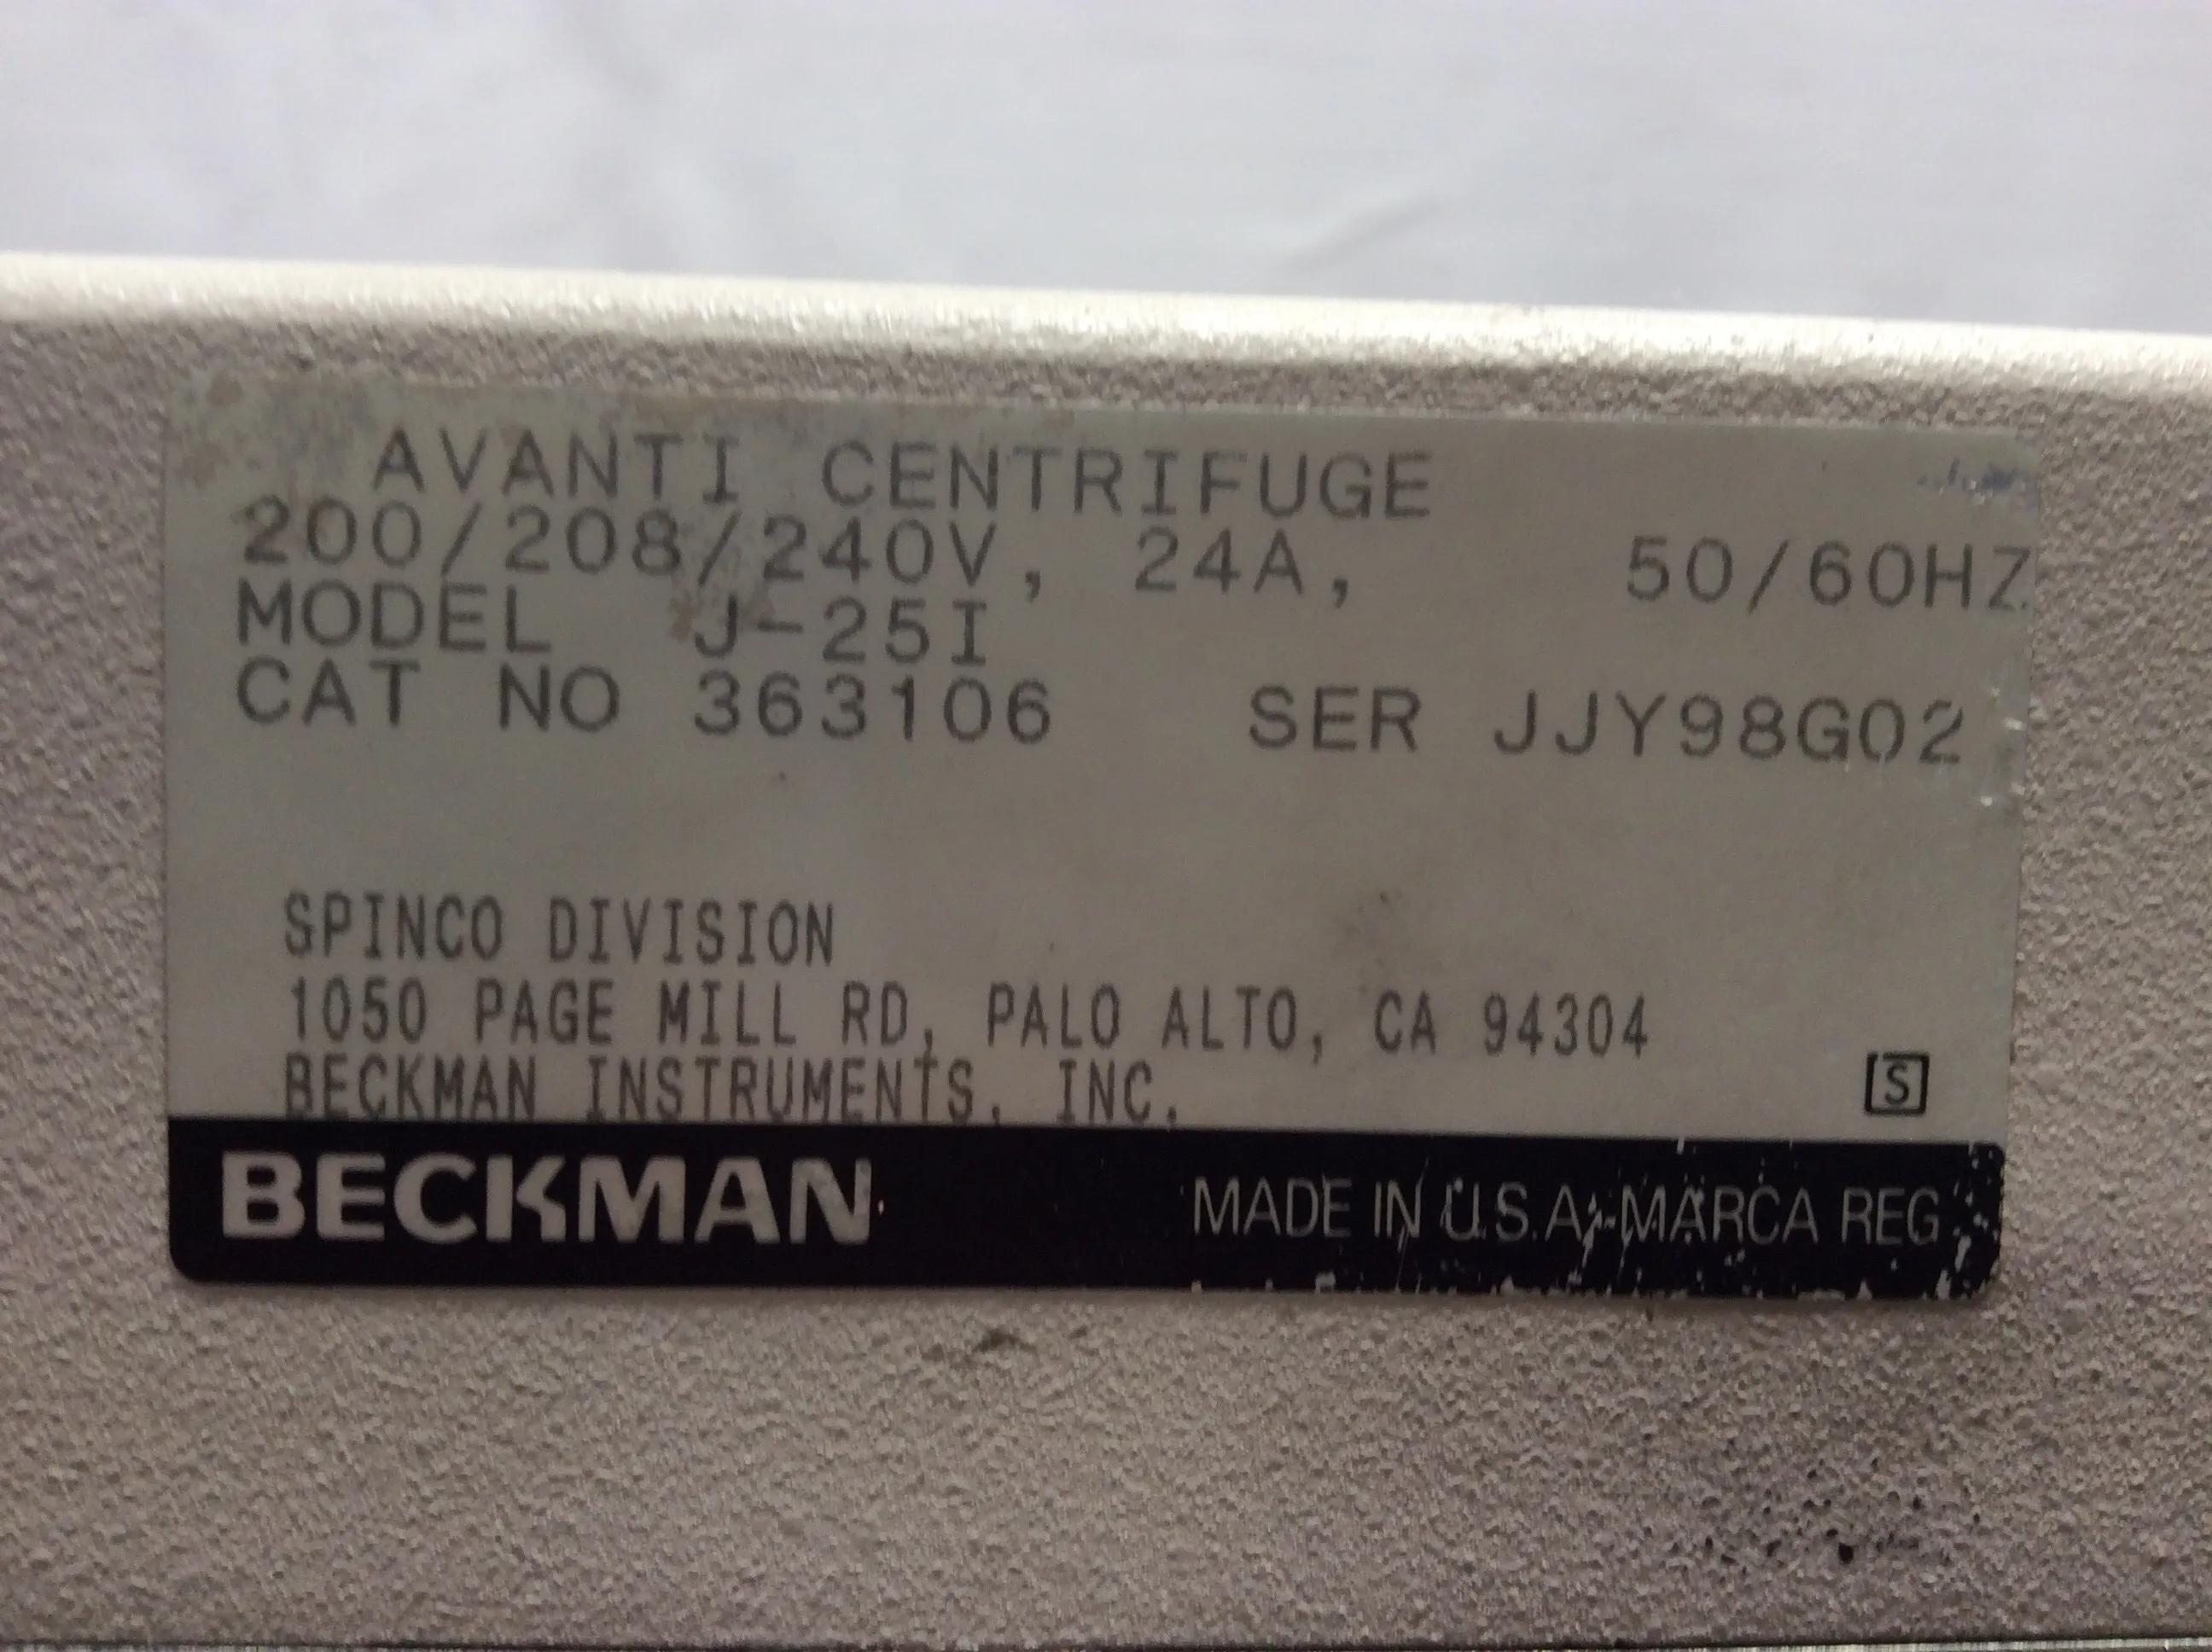 AVANTI CENTRIFUGE
200/208/240V, 24A, 50/60HZ
MODEL J-25I
CAT NO 363106 SER JJY98G02
SPINCO DIVISION
1050 PAGE MILL RD, PALO ALTO, CA 94304
BECKMAN INSTRUMENTS, INC.
S
BECKMAN MADE IN U.S.A.-MARCA REG